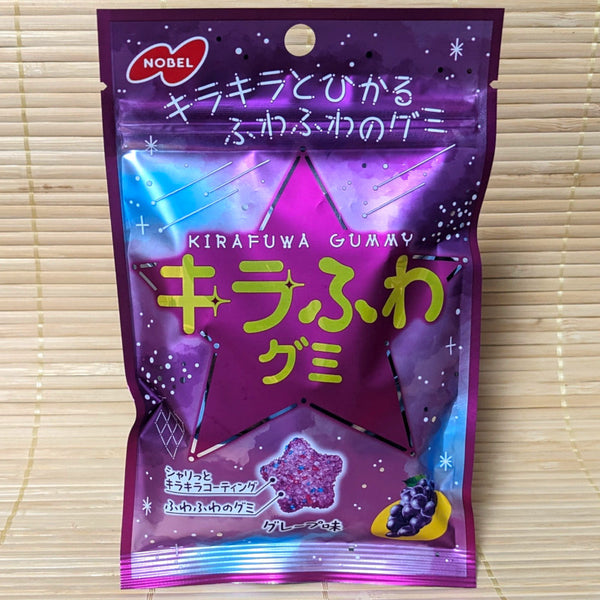 NOBEL
キラキラとひかる
ふわふわのグミ
KIRAFUWA GUMMY
キラふわ
グミ
シャリっと
キラキラコーティング
ふわふわのグミ
グレープ味